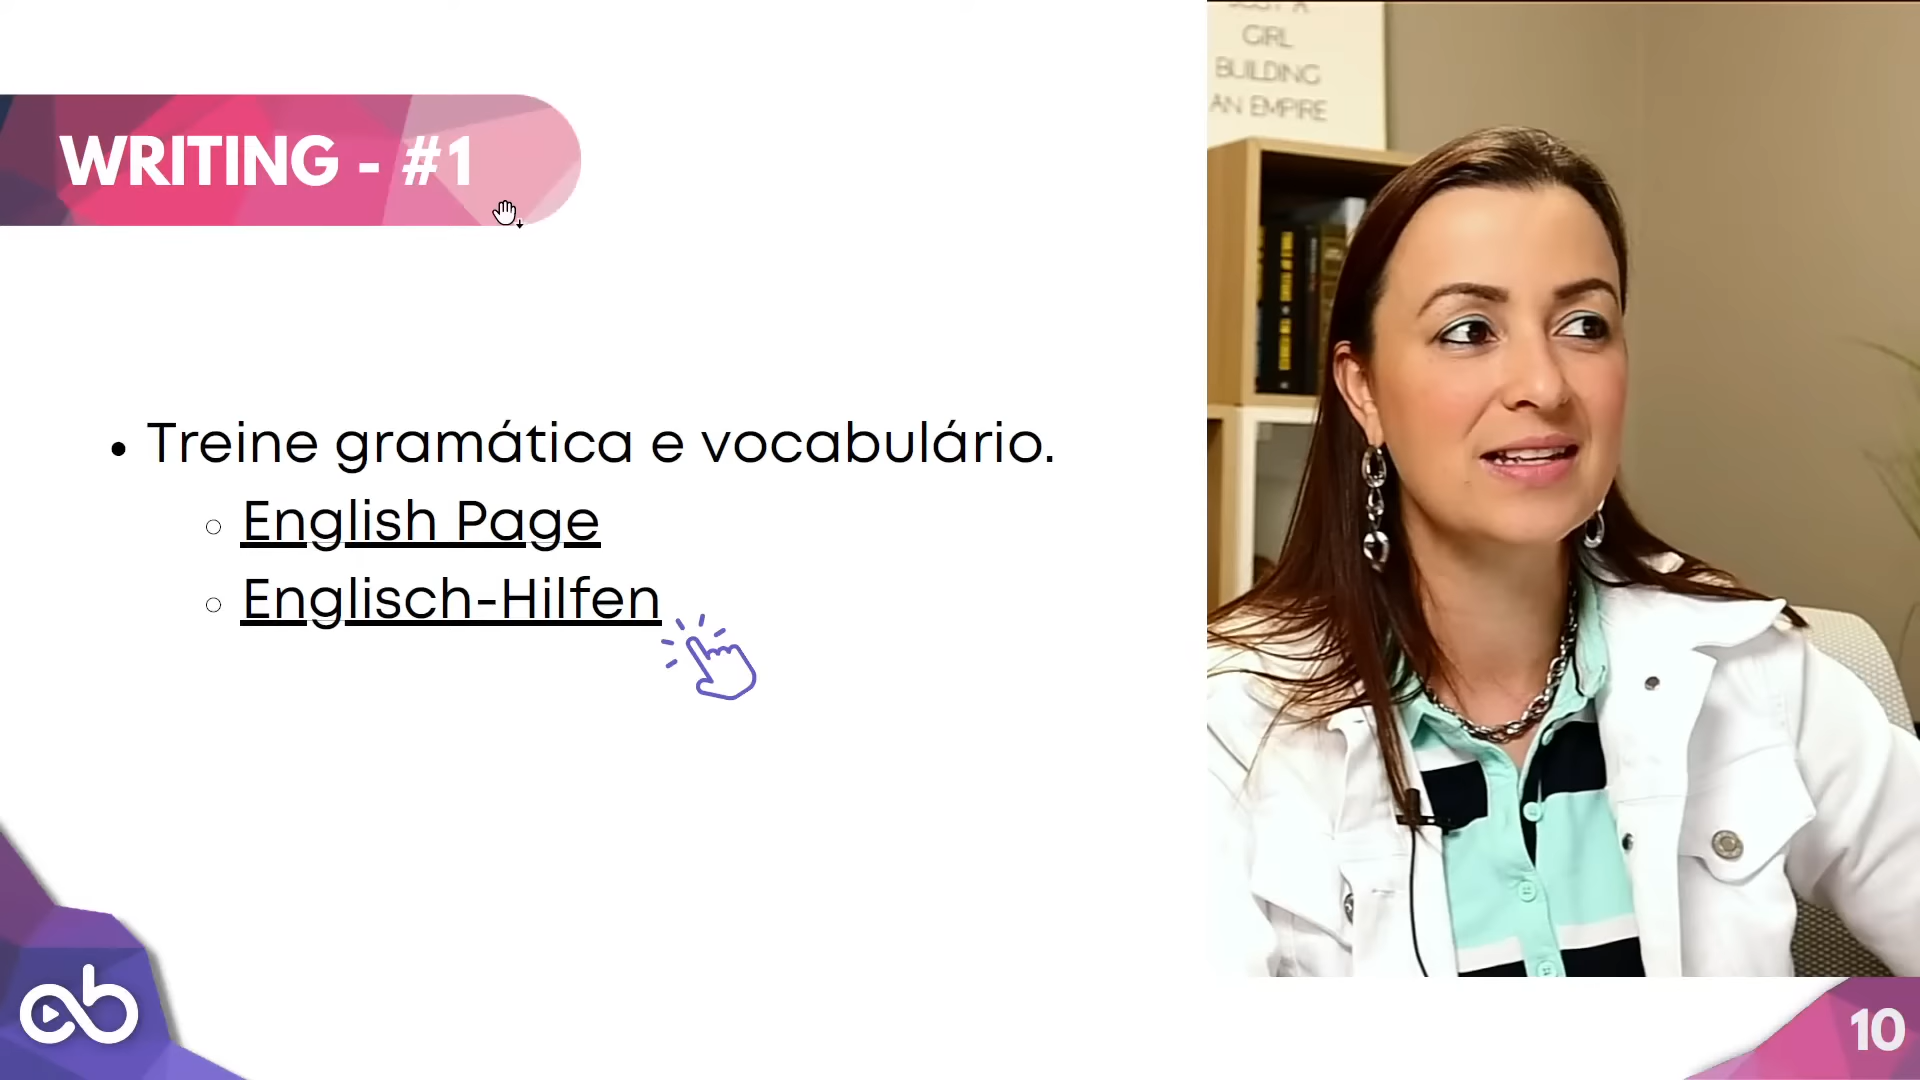 WRITING - #1
Treine gramática e vocabulário.
English Page
Englisch-Hilfen
GIRL
BUILDING
AN EMPIRE
10